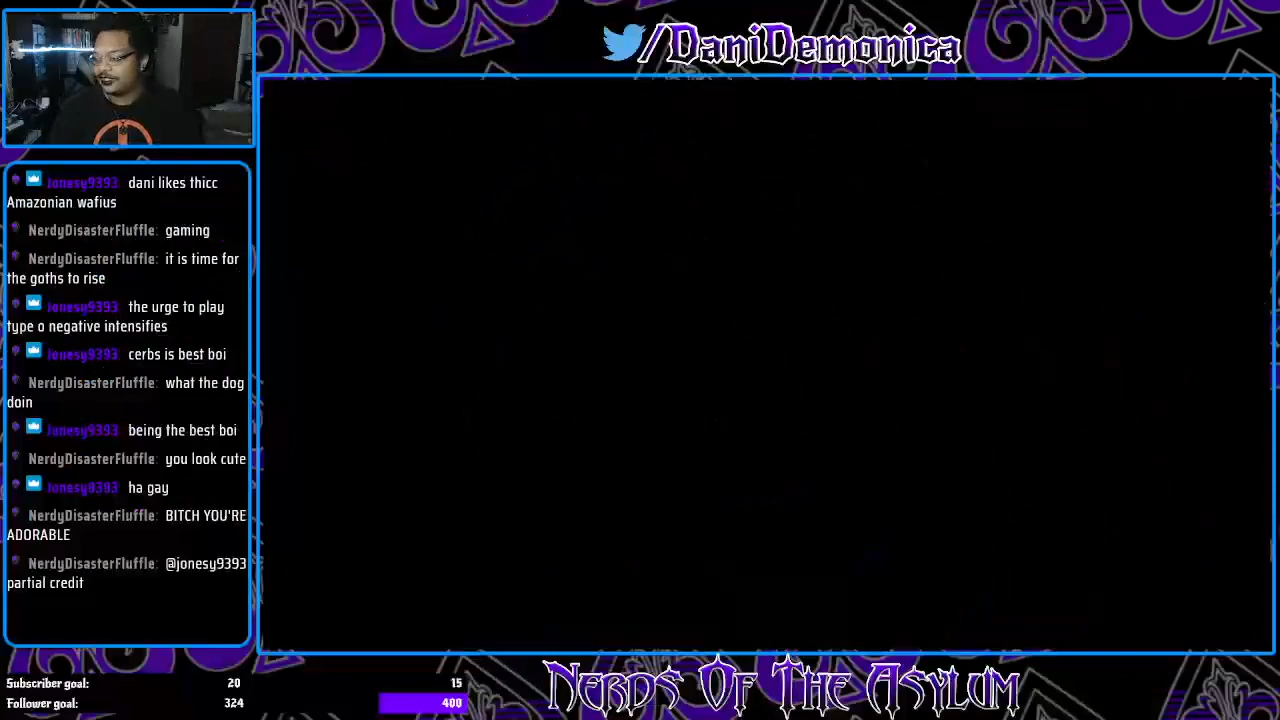 /DaniDemonica
Jonesy9393 dani likes thicc
Amazonian wafius
NerdyDisasterFluffle: gaming
NerdyDisasterFluffle: it is time for
the goths to rise
Jonesy9393 the urge to play
type o negative intensifies
Jonesy9393 cerbs is best boi
NerdyDisasterFluffle: what the dog
doin
Jonesy9393 being the best boi
NerdyDisasterFluffle: you look cute
Jonesy9393 ha gay
NerdyDisasterFluffle: BITCH YOU'RE
ADORABLE
NerdyDisasterFluffle: @jonesy9393
partial credit
Subscriber goal: 20 15
Follower goal: 324 400
Nerds Of The Asylum